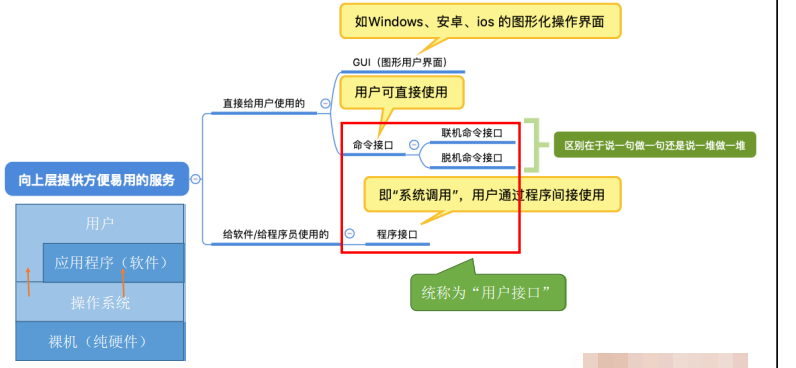 如Windows、安卓、ios 的图形化操作界面
GUI（图形用户界面）
用户可直接使用
直接给用户使用的
联机命令接口
命令接口
脱机命令接口
区别在于说一句做一句还是说一堆做一堆
向上层提供方便易用的服务
即“系统调用”，用户通过程序间接使用
给软件/给程序员使用的
程序接口
统称为“用户接口”
用户
应用程序（软件）
操作系统
裸机（纯硬件）